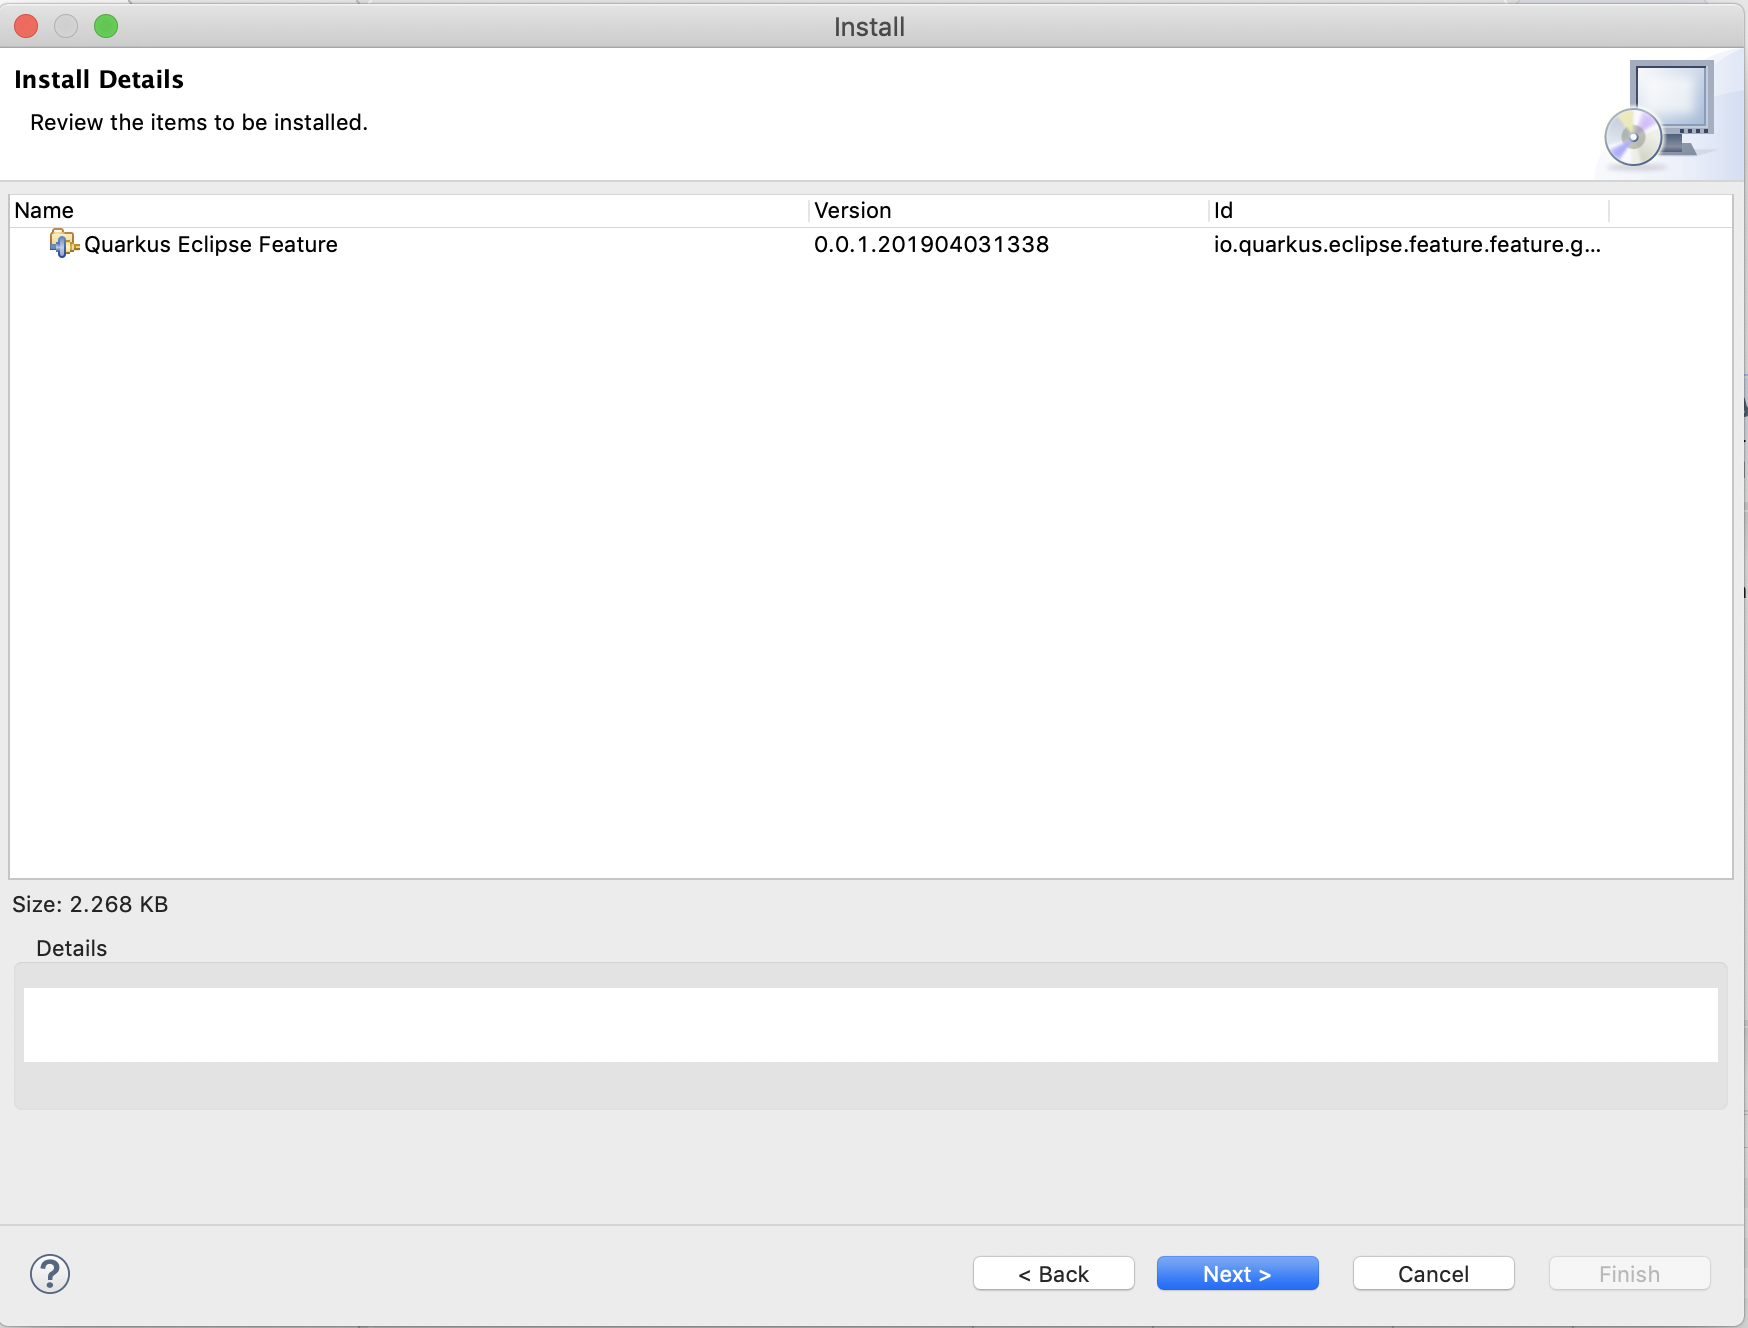 Install
Install Details
Review the items to be installed.
Name Version Id
Quarkus Eclipse Feature 0.0.1.201904031338 io.quarkus.eclipse.feature.feature.g...
Size: 2.268 KB
Details
? < Back Next > Cancel Finish